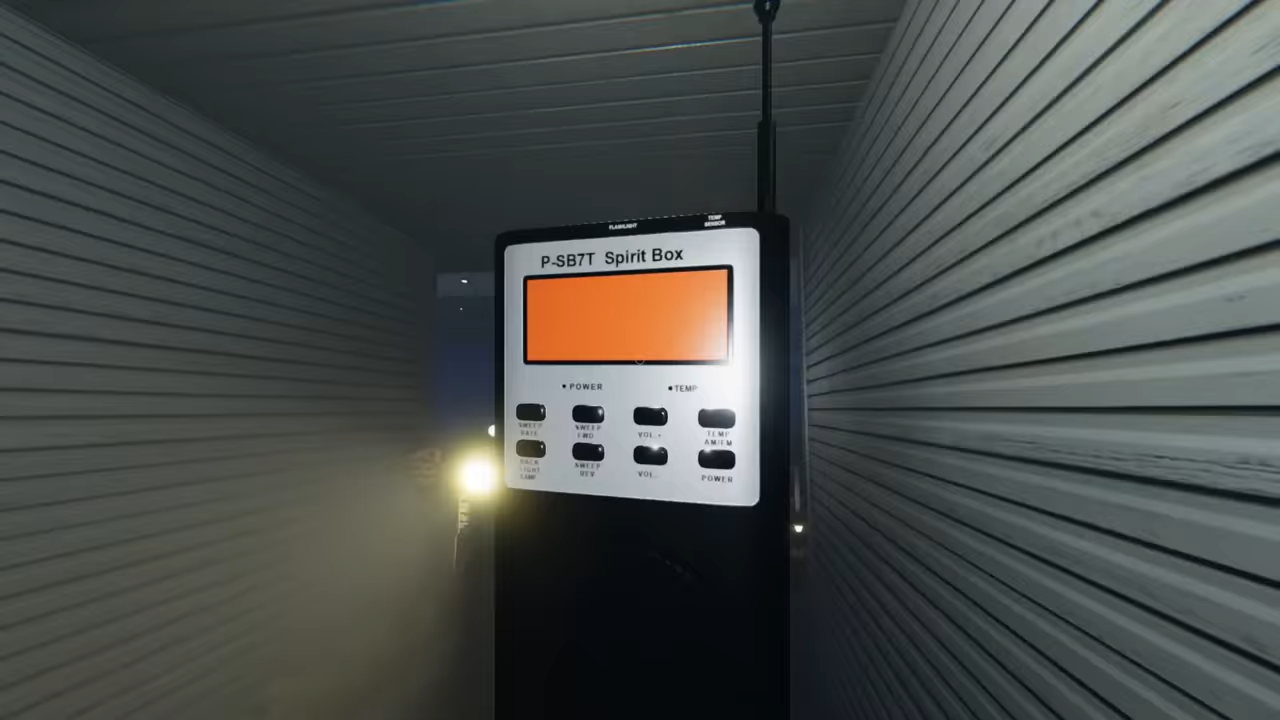 FLASHLIGHT
TEMP
SENSOR
P-SB7T Spirit Box
POWER
TEMP
SWEEP
RATE
SWEEP
FWD
VOL.+
TEMP
AM/FM
BACK
LIGHT
LAMP
SWEEP
REV
VOL.-
POWER